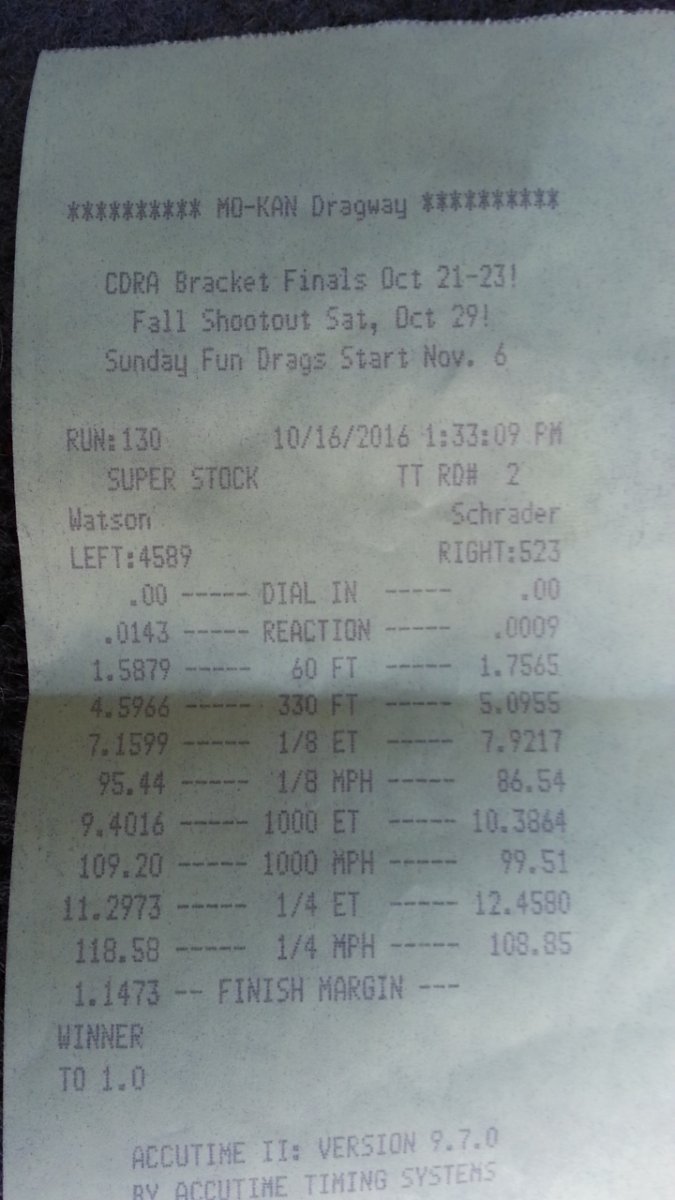 ********** MO-KAN Dragway **********
CDRA Bracket Finals Oct 21-23!
Fall Shootout Sat, Oct 29!
Sunday Fun Drags Start Nov. 6
RUN:130 10/16/2016 1:33:09 PM
SUPER STOCK TT RD# 2
Watson Schrader
LEFT:4589 RIGHT:523
.00 ----- DIAL IN ----- .00
.0143 ----- REACTION ----- .0009
1.5879 ----- 60 FT ----- 1.7565
4.5966 ----- 330 FT ----- 5.0955
7.1599 ----- 1/8 ET ----- 7.9217
95.44 ----- 1/8 MPH ----- 86.54
9.4016 ----- 1000 ET ----- 10.3864
109.20 ----- 1000 MPH ----- 99.51
11.2973 ----- 1/4 ET ----- 12.4580
118.58 ----- 1/4 MPH ----- 108.85
1.1473 -- FINISH MARGIN ---
WINNER
TO 1.0
ACCUTIME II: VERSION 9.7.0
BY ACCUTIME TIMING SYSTEMS